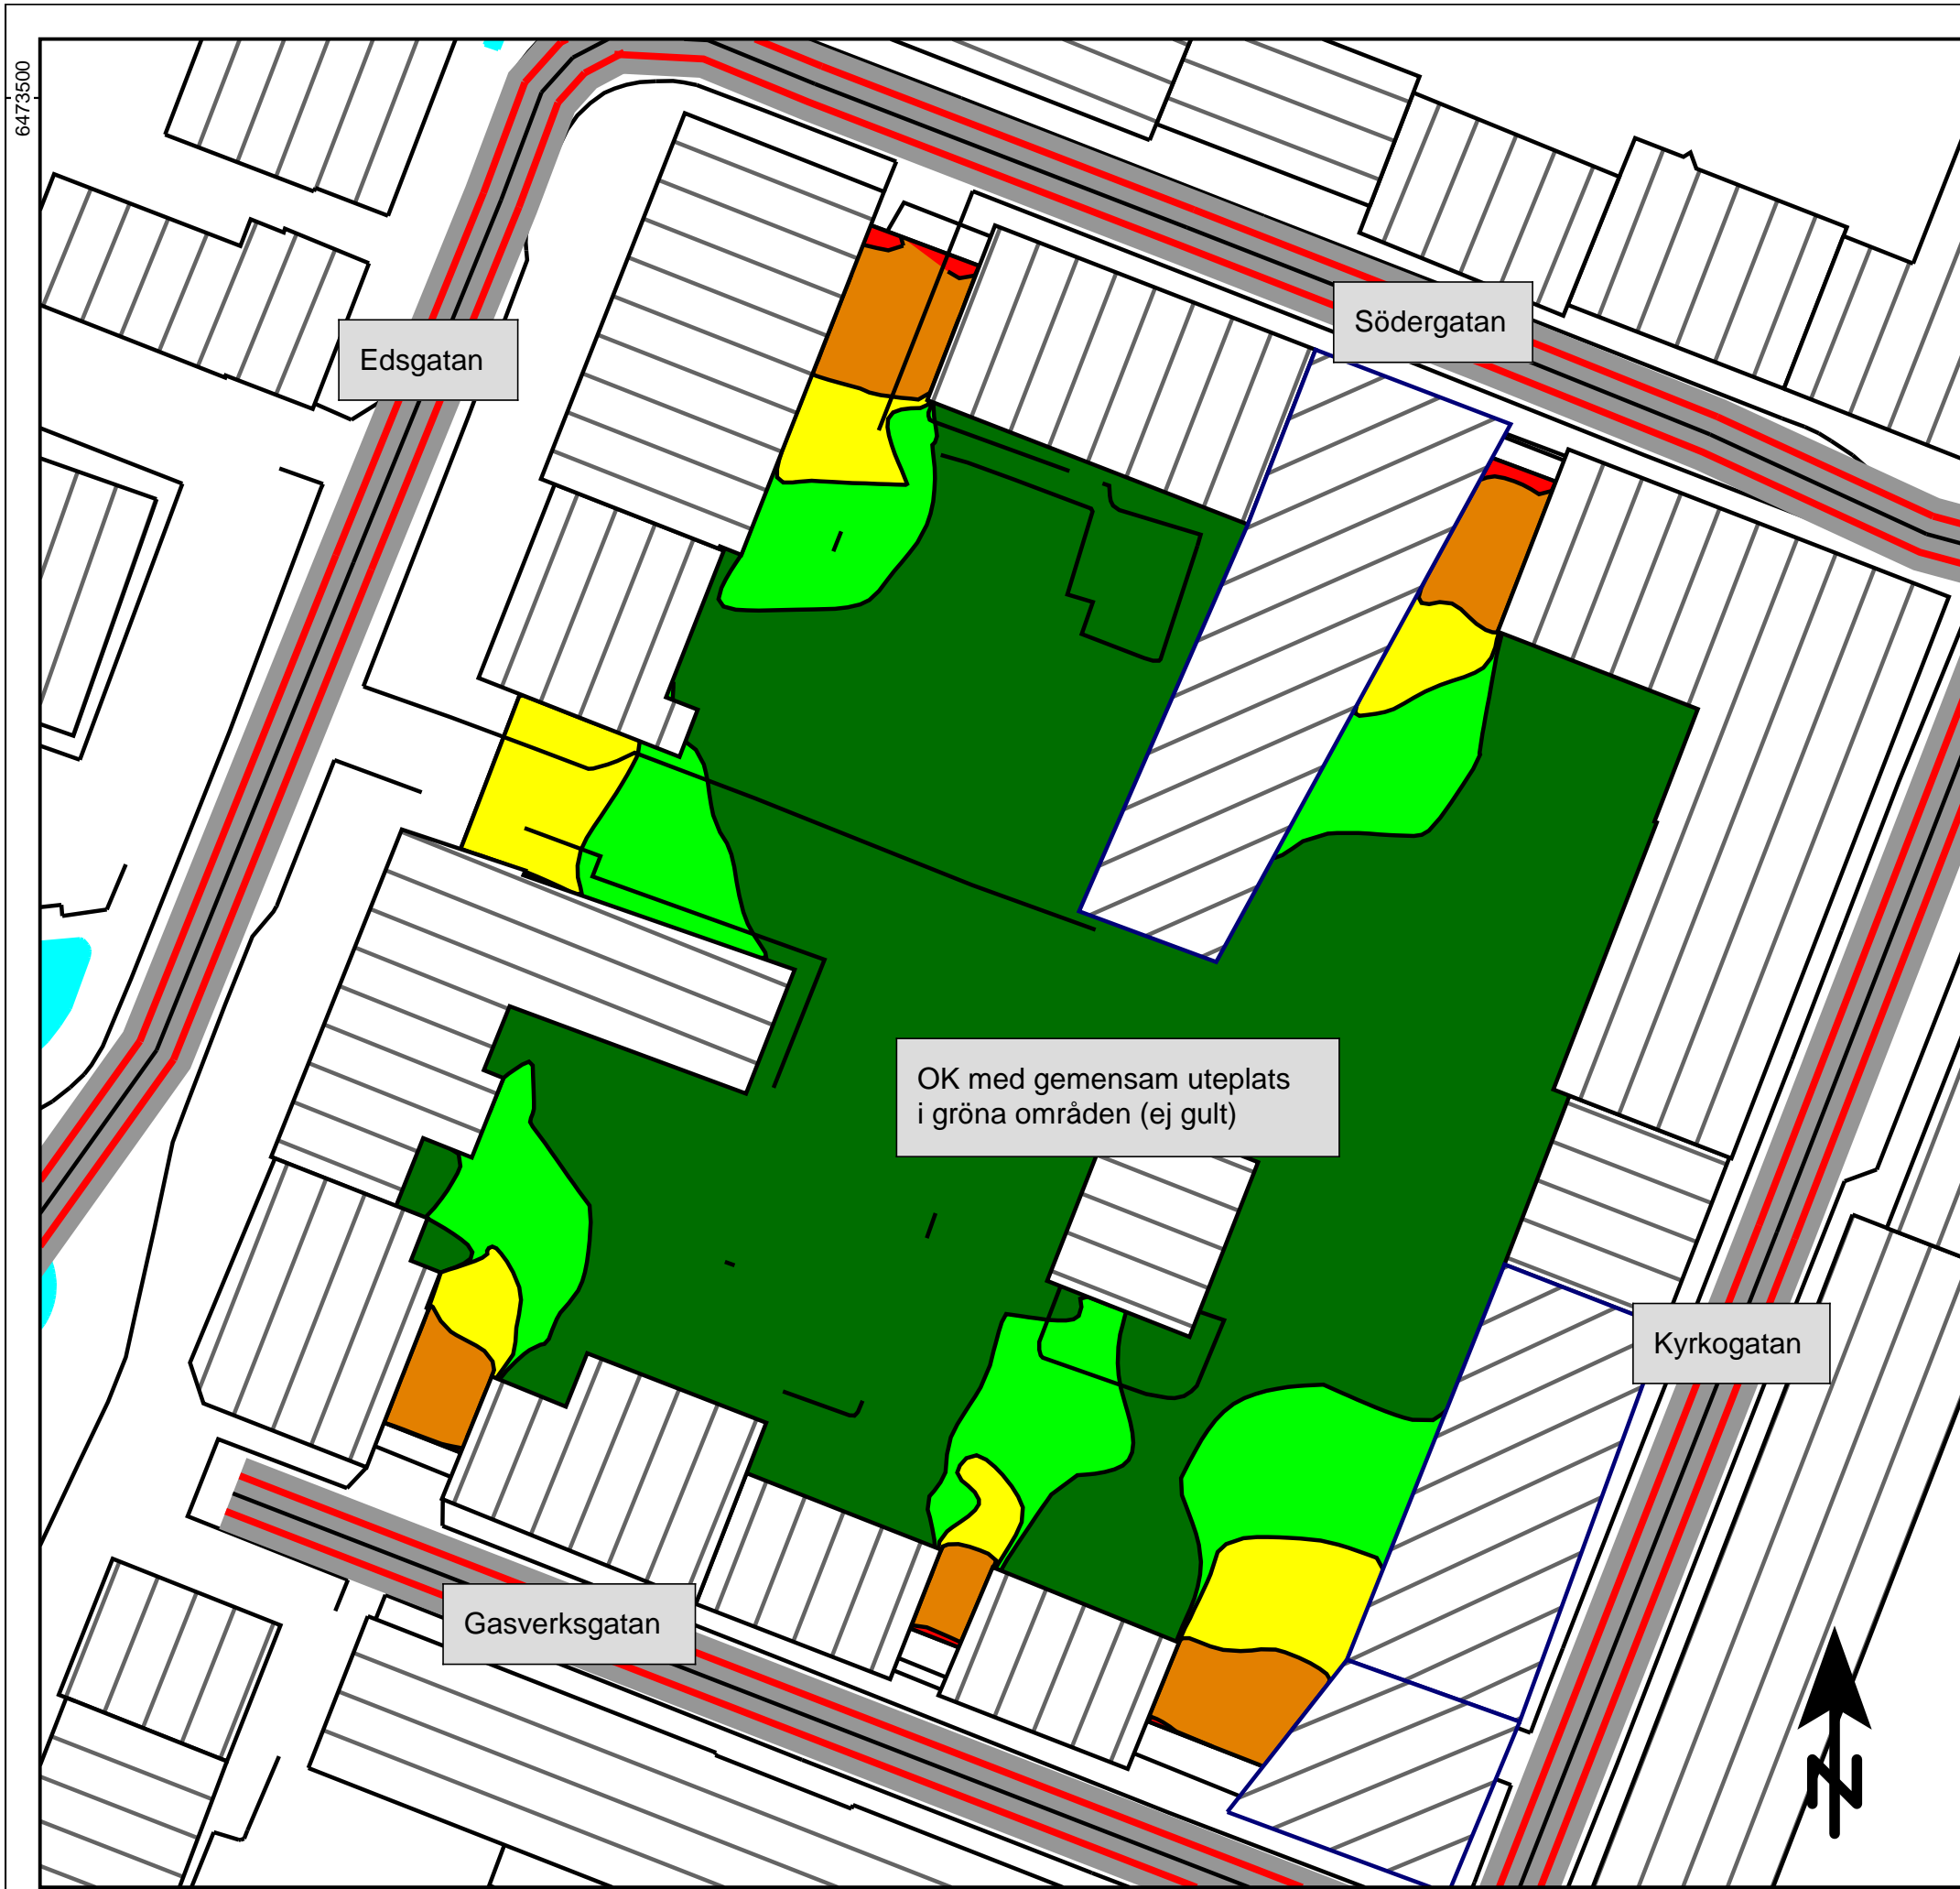 6473500
Södergatan
Edsgatan
OK med gemensam uteplats
i gröna områden (ej gult)
Kyrkogatan
Gasverksgatan
N